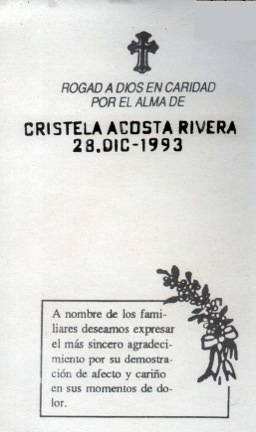 ROGAD A DIOS EN CARIDAD
POR EL ALMA DE
CRISTELA ACOSTA RIVERA
28.DIC-1993
A nombre de los fami-
liares deseamos expresar
el más sincero agradeci-
miento por su demostra-
ción de afecto y cariño
en sus momentos de do-
lor.